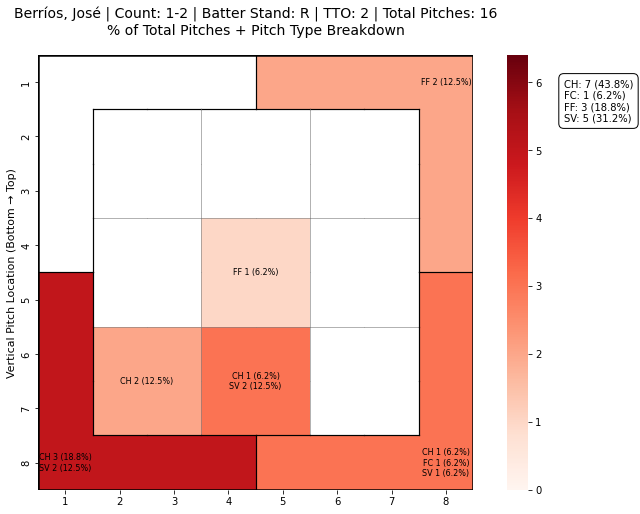 Berríos, José | Count: 1-2 | Batter Stand: R | TTO: 2 | Total Pitches: 16
% of Total Pitches + Pitch Type Breakdown
Vertical Pitch Location (Bottom → Top)
1
2
3
4
5
6
7
8
FF 2 (12.5%)
FF 1 (6.2%)
CH 2 (12.5%)
CH 1 (6.2%)
SV 2 (12.5%)
CH 3 (18.8%)
SV 2 (12.5%)
CH 1 (6.2%)
FC 1 (6.2%)
SV 1 (6.2%)
1 2 3 4 5 6 7 8
6
5
4
3
2
1
0
CH: 7 (43.8%)
FC: 1 (6.2%)
FF: 3 (18.8%)
SV: 5 (31.2%)